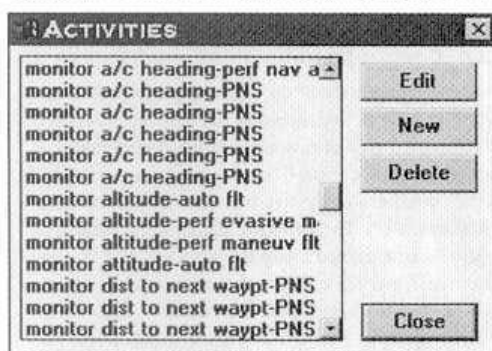 ACTIVITIES
monitor a/c heading-perf nav a
monitor a/c heading-PNS
monitor a/c heading-PNS
monitor a/c heading-PNS
monitor a/c heading-PNS
monitor a/c heading-PNS
monitor altitude-auto flt
monitor altitude-perf evasive m
monitor altitude-perf maneuv flt
monitor attitude-auto flt
monitor dist to next waypt-PNS
monitor dist to next waypt-PNS
monitor dist to next waypt-PNS
Edit
New
Delete
Close